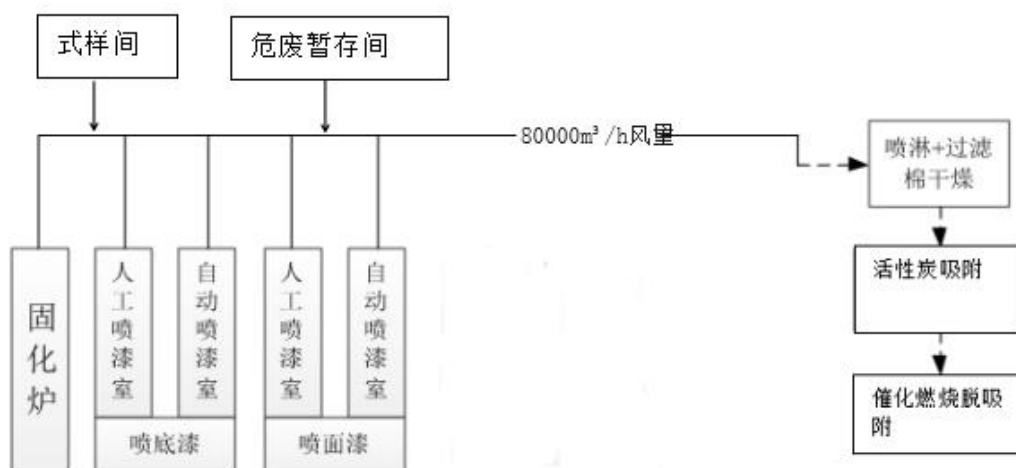 式样间
危废暂存间
80000m³/h风量
喷淋+过滤
棉干燥
活性炭吸附
催化燃烧脱吸
附
固化炉
人工喷漆室
自动喷漆室
人工喷漆室
自动喷漆室
喷底漆
喷面漆